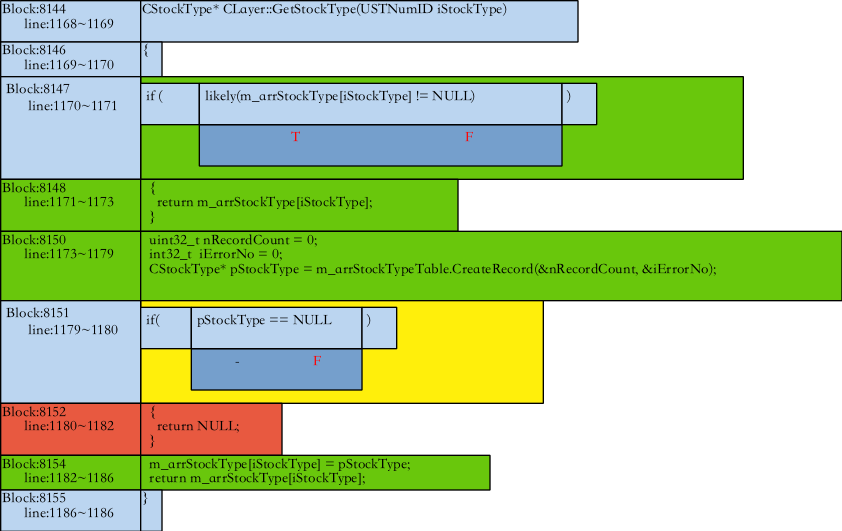 Block:8144
line:1168~1169
CStockType* CLayer::GetStockType(USTNumID iStockType)
Block:8146
line:1169~1170
{
Block:8147
line:1170~1171
if ( likely(m_arrStockType[iStockType] != NULL) )
T F
Block:8148
line:1171~1173
{
return m_arrStockType[iStockType];
}
Block:8150
line:1173~1179
uint32_t nRecordCount = 0;
int32_t iErrorNo = 0;
CStockType* pStockType = m_arrStockTypeTable.CreateRecord(&nRecordCount, &iErrorNo);
Block:8151
line:1179~1180
if( pStockType == NULL )
- F
Block:8152
line:1180~1182
{
return NULL;
}
Block:8154
line:1182~1186
m_arrStockType[iStockType] = pStockType;
return m_arrStockType[iStockType];
Block:8155
line:1186~1186
}